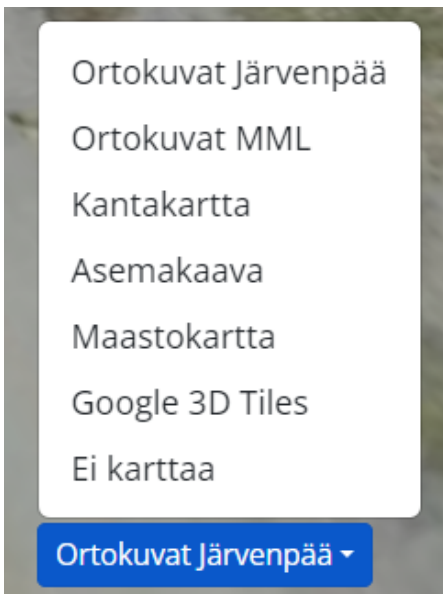 Ortokuvat Järvenpää
Ortokuvat MML
Kantakartta
Asemakaava
Maastokartta
Google 3D Tiles
Ei karttaa
Ortokuvat Järvenpää